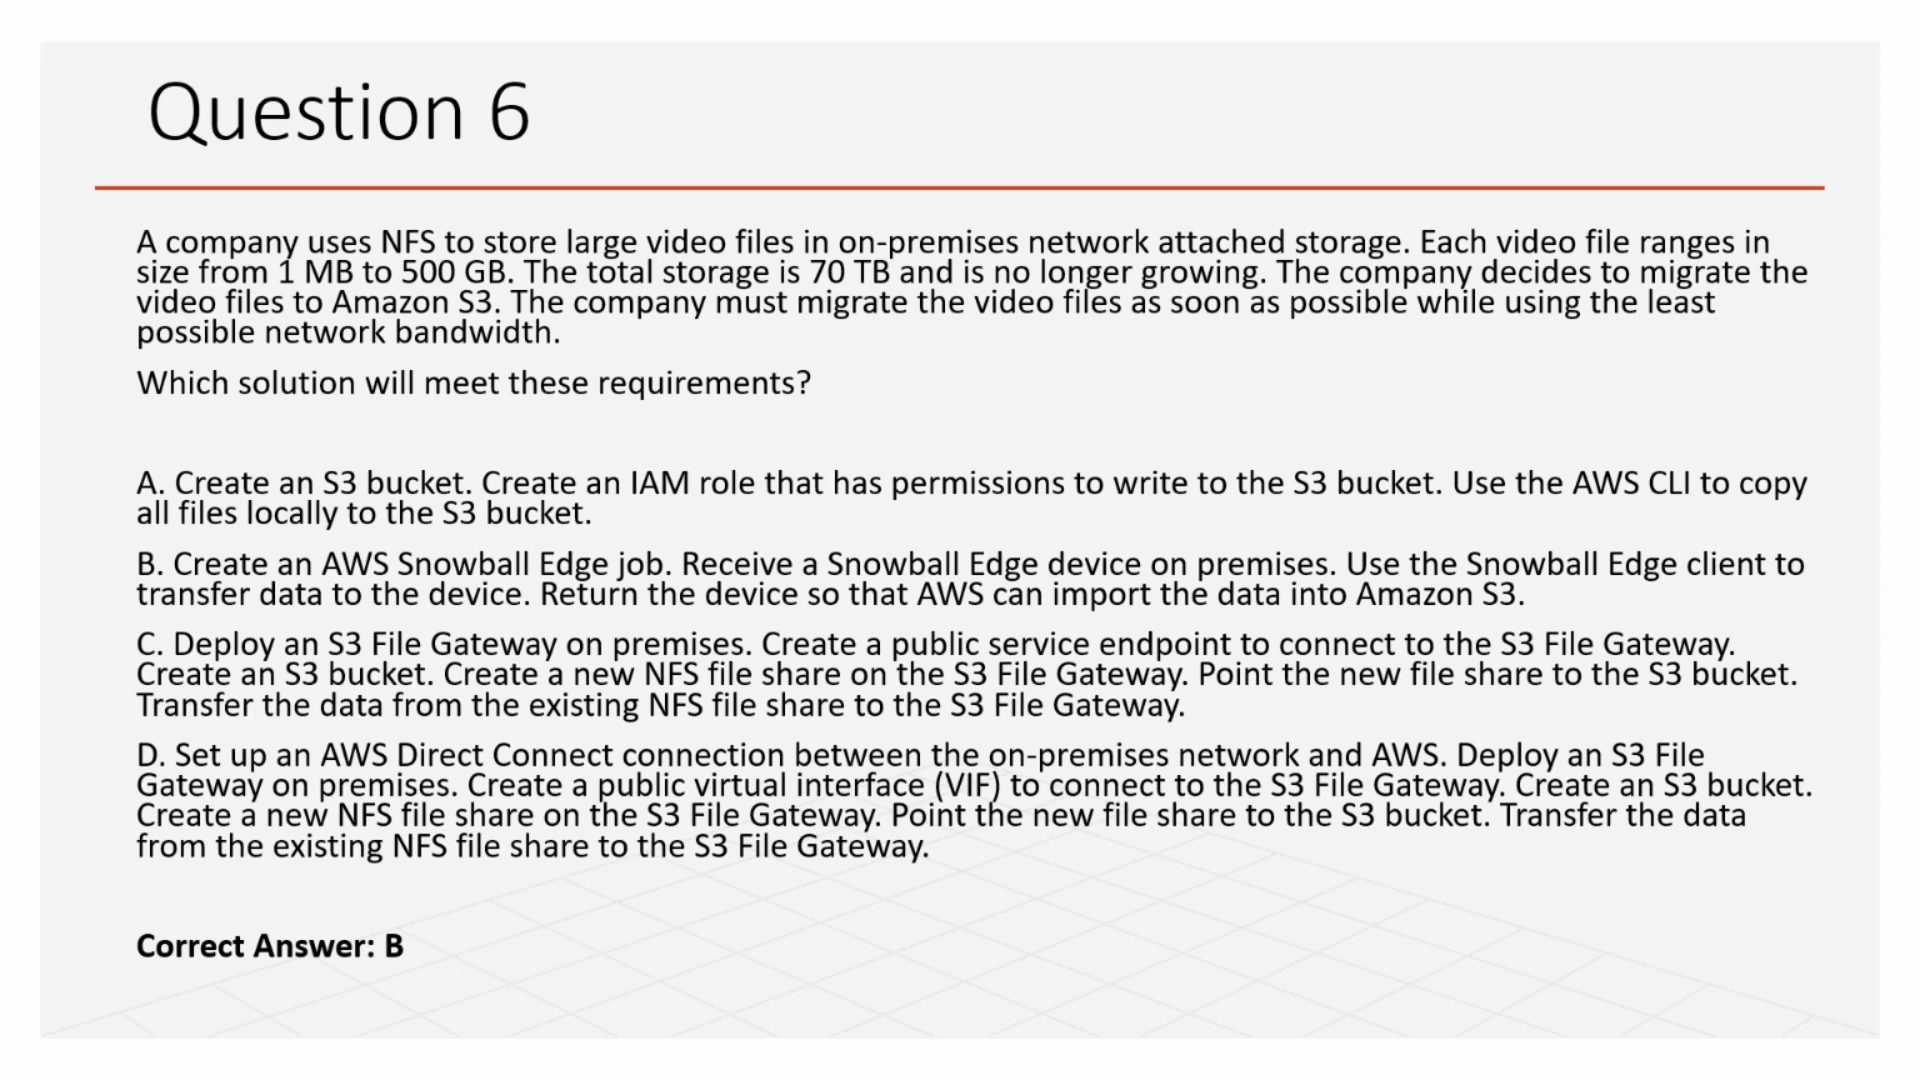 Question 6
A company uses NFS to store large video files in on-premises network attached storage. Each video file ranges in
size from 1 MB to 500 GB. The total storage is 70 TB and is no longer growing. The company decides to migrate the
video files to Amazon S3. The company must migrate the video files as soon as possible while using the least
possible network bandwidth.
Which solution will meet these requirements?
A. Create an S3 bucket. Create an IAM role that has permissions to write to the S3 bucket. Use the AWS CLI to copy
all files locally to the S3 bucket.
B. Create an AWS Snowball Edge job. Receive a Snowball Edge device on premises. Use the Snowball Edge client to
transfer data to the device. Return the device so that AWS can import the data into Amazon S3.
C. Deploy an S3 File Gateway on premises. Create a public service endpoint to connect to the S3 File Gateway.
Create an S3 bucket. Create a new NFS file share on the S3 File Gateway. Point the new file share to the S3 bucket.
Transfer the data from the existing NFS file share to the S3 File Gateway.
D. Set up an AWS Direct Connect connection between the on-premises network and AWS. Deploy an S3 File
Gateway on premises. Create a public virtual interface (VIF) to connect to the S3 File Gateway. Create an S3 bucket.
Create a new NFS file share on the S3 File Gateway. Point the new file share to the S3 bucket. Transfer the data
from the existing NFS file share to the S3 File Gateway.
Correct Answer: B